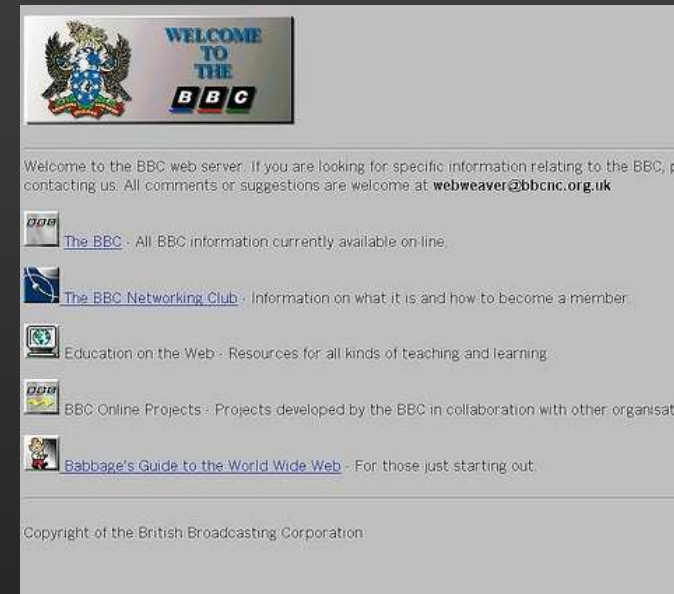 WELCOME
TO
THE
BBC
Welcome to the BBC web server. If you are looking for specific information relating to the BBC, p
contacting us. All comments or suggestions are welcome at webweaver@bbcnc.org.uk
BBC
The BBC - All BBC information currently available on-line.
The BBC Networking Club - Information on what it is and how to become a member.
Education on the Web - Resources for all kinds of teaching and learning.
BBC
BBC Online Projects - Projects developed by the BBC in collaboration with other organisat
Babbage's Guide to the World Wide Web - For those just starting out.
Copyright of the British Broadcasting Corporation